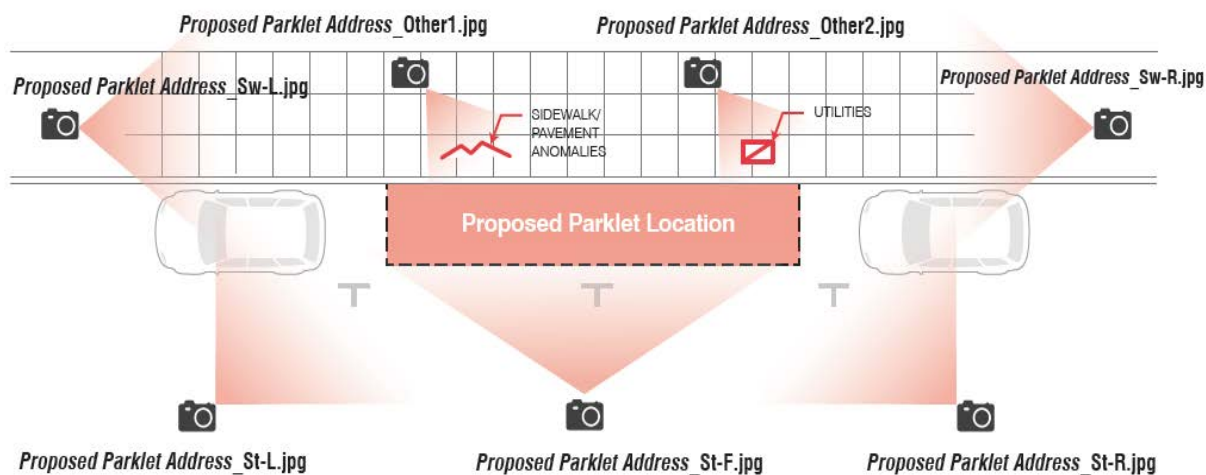 Proposed Parklet Address_Other1.jpg
Proposed Parklet Address_Other2.jpg
Proposed Parklet Address_Sw-L.jpg
Proposed Parklet Address_Sw-R.jpg
SIDEWALK/
PAVEMENT
ANOMALIES
UTILITIES
Proposed Parklet Location
Proposed Parklet Address_St-L.jpg
Proposed Parklet Address_St-F.jpg
Proposed Parklet Address_St-R.jpg